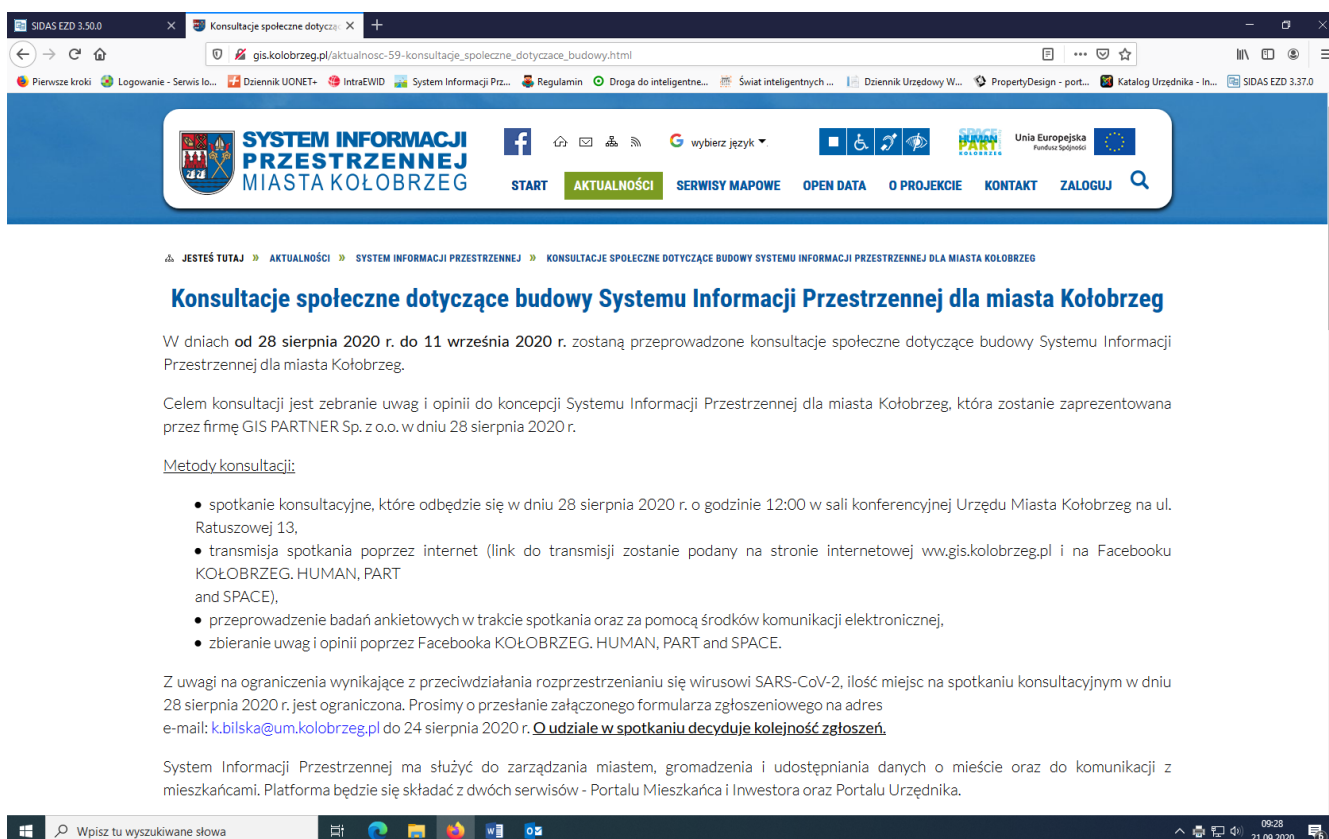 SIDAS EZD 3.50.0
Konsultacje społeczne dotycząc
gis.kolobrzeg.pl/aktualnosc-59-konsultacje_spoleczne_dotyczace_budowy.html
Pierwsze kroki Logowanie - Serwis lo... Dziennik UONET+ IntraEWID System Informacji Prz... Regulamin Droga do inteligentne... Świat inteligentnych ... Dziennik Urzędowy W... PropertyDesign - port... Katalog Urzędnika - In... SIDAS EZD 3.37.0
SYSTEM INFORMACJI
PRZESTRZENNEJ
MIASTA KOŁOBRZEG
wybierz język
SPACE
HUMAN
PART
KOLOBRZEG
Unia Europejska
Fundusz Spójności
START AKTUALNOŚCI SERWISY MAPOWE OPEN DATA O PROJEKCIE KONTAKT ZALOGUJ
JESTEŚ TUTAJ » AKTUALNOŚCI » SYSTEM INFORMACJI PRZESTRZENNEJ » KONSULTACJE SPOŁECZNE DOTYCZĄCE BUDOWY SYSTEMU INFORMACJI PRZESTRZENNEJ DLA MIASTA KOŁOBRZEG
Konsultacje społeczne dotyczące budowy Systemu Informacji Przestrzennej dla miasta Kołobrzeg
W dniach od 28 sierpnia 2020 r. do 11 września 2020 r. zostaną przeprowadzone konsultacje społeczne dotyczące budowy Systemu Informacji
Przestrzennej dla miasta Kołobrzeg.
Celem konsultacji jest zebranie uwag i opinii do koncepcji Systemu Informacji Przestrzennej dla miasta Kołobrzeg, która zostanie zaprezentowana
przez firmę GIS PARTNER Sp. z o.o. w dniu 28 sierpnia 2020 r.
Metody konsultacji:
• spotkanie konsultacyjne, które odbędzie się w dniu 28 sierpnia 2020 r. o godzinie 12:00 w sali konferencyjnej Urzędu Miasta Kołobrzeg na ul.
Ratuszowej 13,
• transmisja spotkania poprzez internet (link do transmisji zostanie podany na stronie internetowej ww.gis.kolobrzeg.pl i na Facebooku
KOŁOBRZEG. HUMAN, PART
and SPACE),
• przeprowadzenie badań ankietowych w trakcie spotkania oraz za pomocą środków komunikacji elektronicznej,
• zbieranie uwag i opinii poprzez Facebooka KOŁOBRZEG. HUMAN, PART and SPACE.
Z uwagi na ograniczenia wynikające z przeciwdziałania rozprzestrzenianiu się wirusowi SARS-CoV-2, ilość miejsc na spotkaniu konsultacyjnym w dniu
28 sierpnia 2020 r. jest ograniczona. Prosimy o przesłanie załączonego formularza zgłoszeniowego na adres
e-mail: k.bilska@um.kolobrzeg.pl do 24 sierpnia 2020 r. O udziale w spotkaniu decyduje kolejność zgłoszeń.
System Informacji Przestrzennej ma służyć do zarządzania miastem, gromadzenia i udostępniania danych o mieście oraz do komunikacji z
mieszkańcami. Platforma będzie się składać z dwóch serwisów - Portalu Mieszkańca i Inwestora oraz Portalu Urzędnika.
Wpisz tu wyszukiwane słowa
09:28
21.09.2020
6